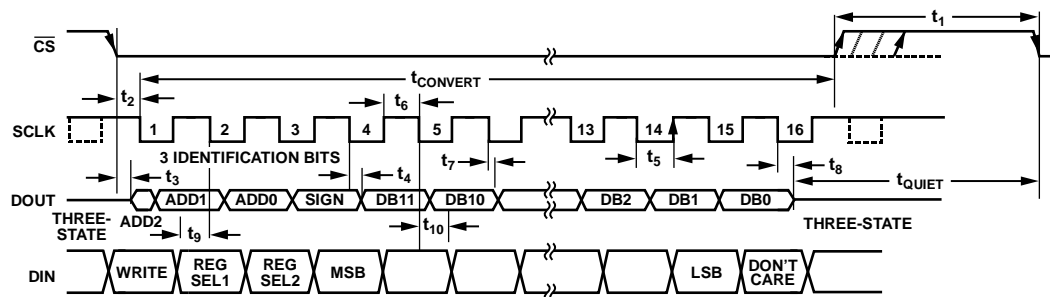 t1
CS
tCONVERT
t2
t6
SCLK
1 2 3 4 5 13 14 15 16
3 IDENTIFICATION BITS
t3 t4 t7 t5 t8
tQUIET
DOUT
ADD1 ADD0 SIGN DB11 DB10 DB2 DB1 DB0
THREE-STATE
ADD2
THREE-STATE
t9
t10
DIN
WRITE
REG SEL1
REG SEL2
MSB
LSB
DON'T CARE